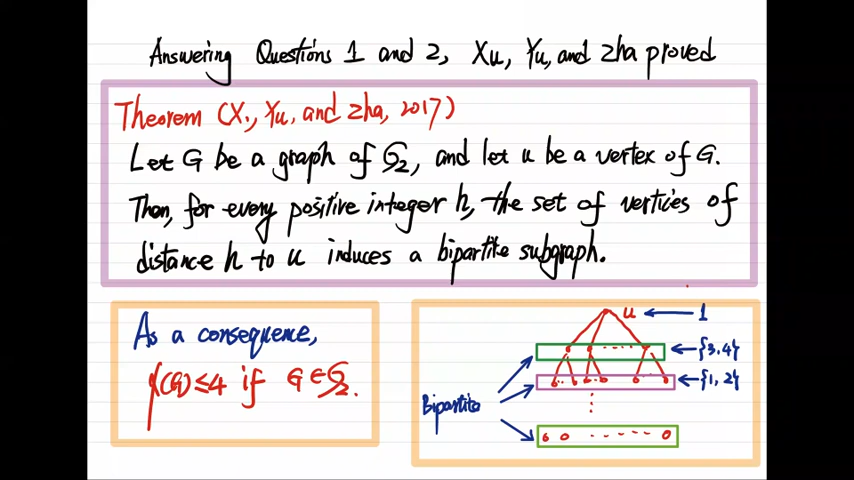 Answering Questions 1 and 2, Xu, Yu, and Zha proved
Theorem (X., Yu, and Zha, 2017)
Let G be a graph of 𝒢₂, and let u be a vertex of G.
Then, for every positive integer h, the set of vertices of
distance h to u induces a bipartite subgraph.
As a consequence,
χ(G) ≤ 4 if G ∈ 𝒢₂.
u ← 1
← {3,4}
← {1,2}
Bipartite